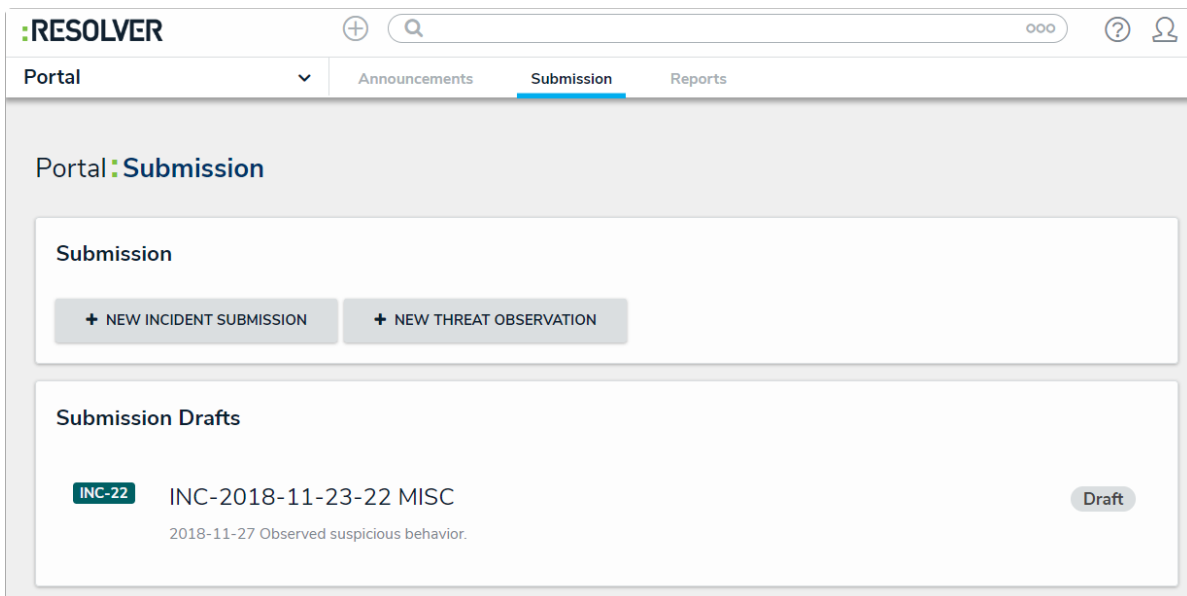 :RESOLVER
Portal Announcements Submission Reports
Portal:Submission
Submission
+ NEW INCIDENT SUBMISSION + NEW THREAT OBSERVATION
Submission Drafts
INC-22 INC-2018-11-23-22 MISC Draft
2018-11-27 Observed suspicious behavior.